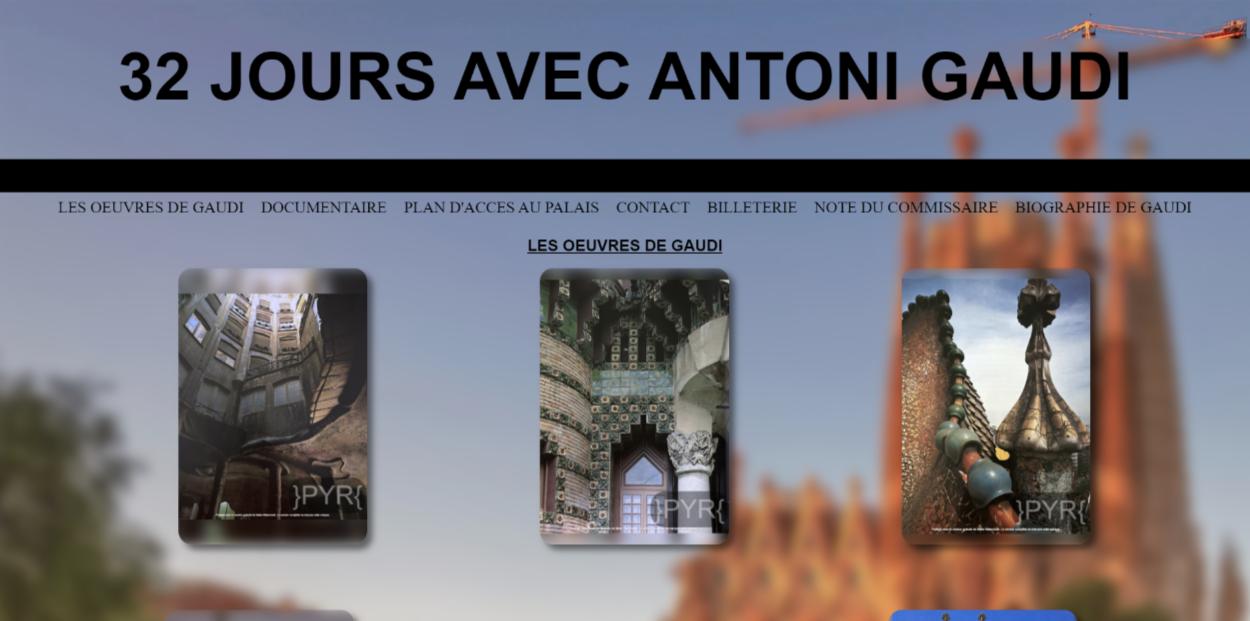 32 JOURS AVEC ANTONI GAUDI
LES OEUVRES DE GAUDI DOCUMENTAIRE PLAN D'ACCES AU PALAIS CONTACT BILLETERIE NOTE DU COMMISSAIRE BIOGRAPHIE DE GAUDI
LES OEUVRES DE GAUDI
}PYR{ }PYR{ }PYR{